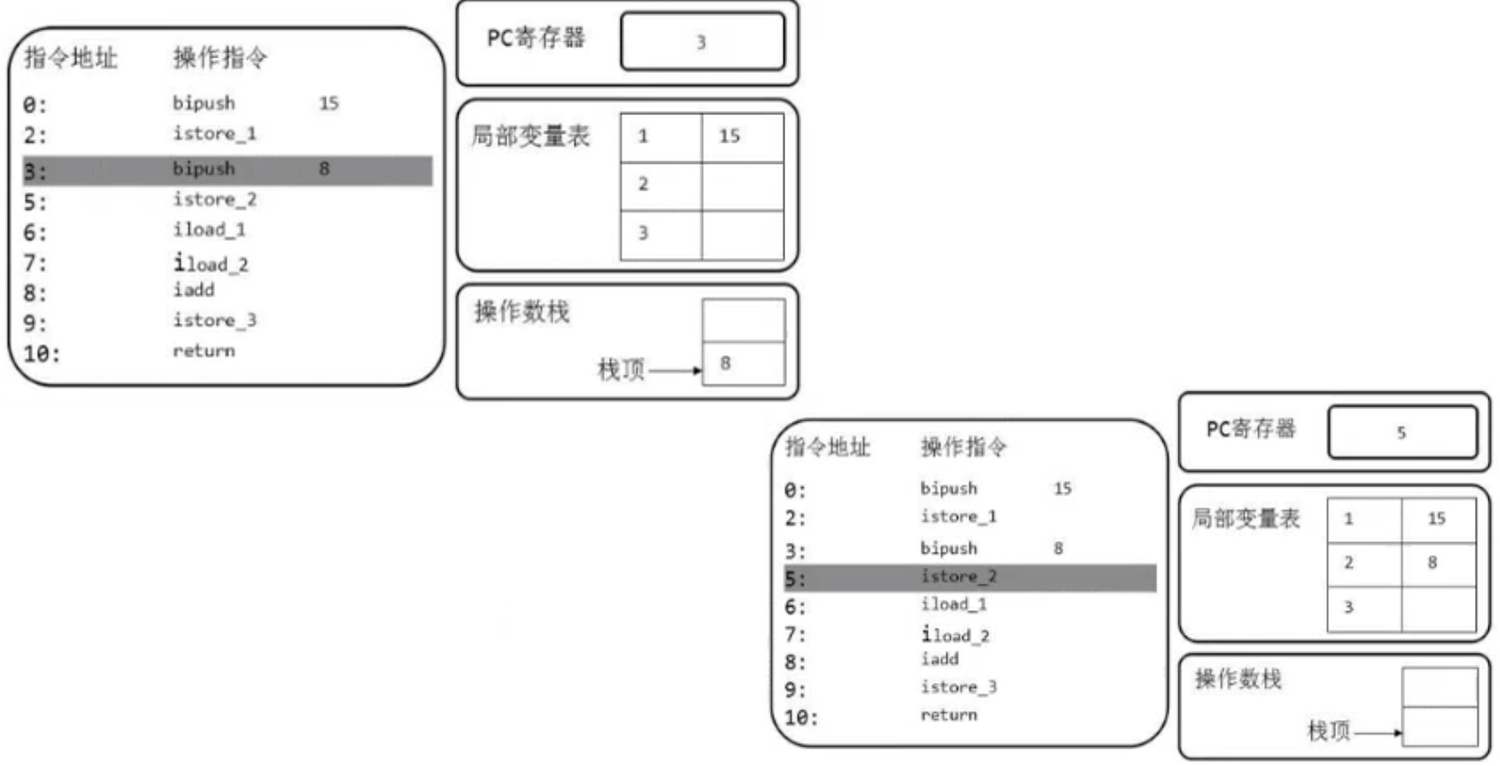 指令地址 操作指令
0: bipush 15
2: istore_1
3: bipush 8
5: istore_2
6: iload_1
7: iload_2
8: iadd
9: istore_3
10: return
PC寄存器 3
局部变量表 1 15
2
3
操作数栈
栈顶 8
指令地址 操作指令
0: bipush 15
2: istore_1
3: bipush 8
5: istore_2
6: iload_1
7: iload_2
8: iadd
9: istore_3
10: return
PC寄存器 5
局部变量表 1 15
2 8
3
操作数栈
栈顶